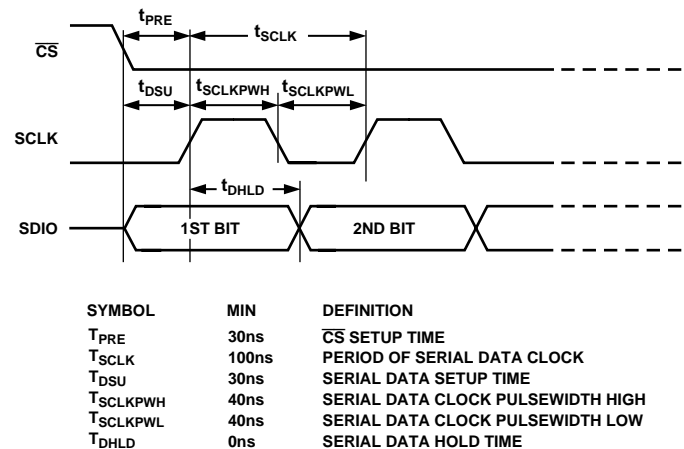 tPRE
tSCLK
CS
tDSU
tSCLKPWH
tSCLKPWL
SCLK
tDHLD
SDIO
1ST BIT
2ND BIT
SYMBOL MIN DEFINITION
TPRE 30ns CS SETUP TIME
TSCLK 100ns PERIOD OF SERIAL DATA CLOCK
TDSU 30ns SERIAL DATA SETUP TIME
TSCLKPWH 40ns SERIAL DATA CLOCK PULSEWIDTH HIGH
TSCLKPWL 40ns SERIAL DATA CLOCK PULSEWIDTH LOW
TDHLD 0ns SERIAL DATA HOLD TIME